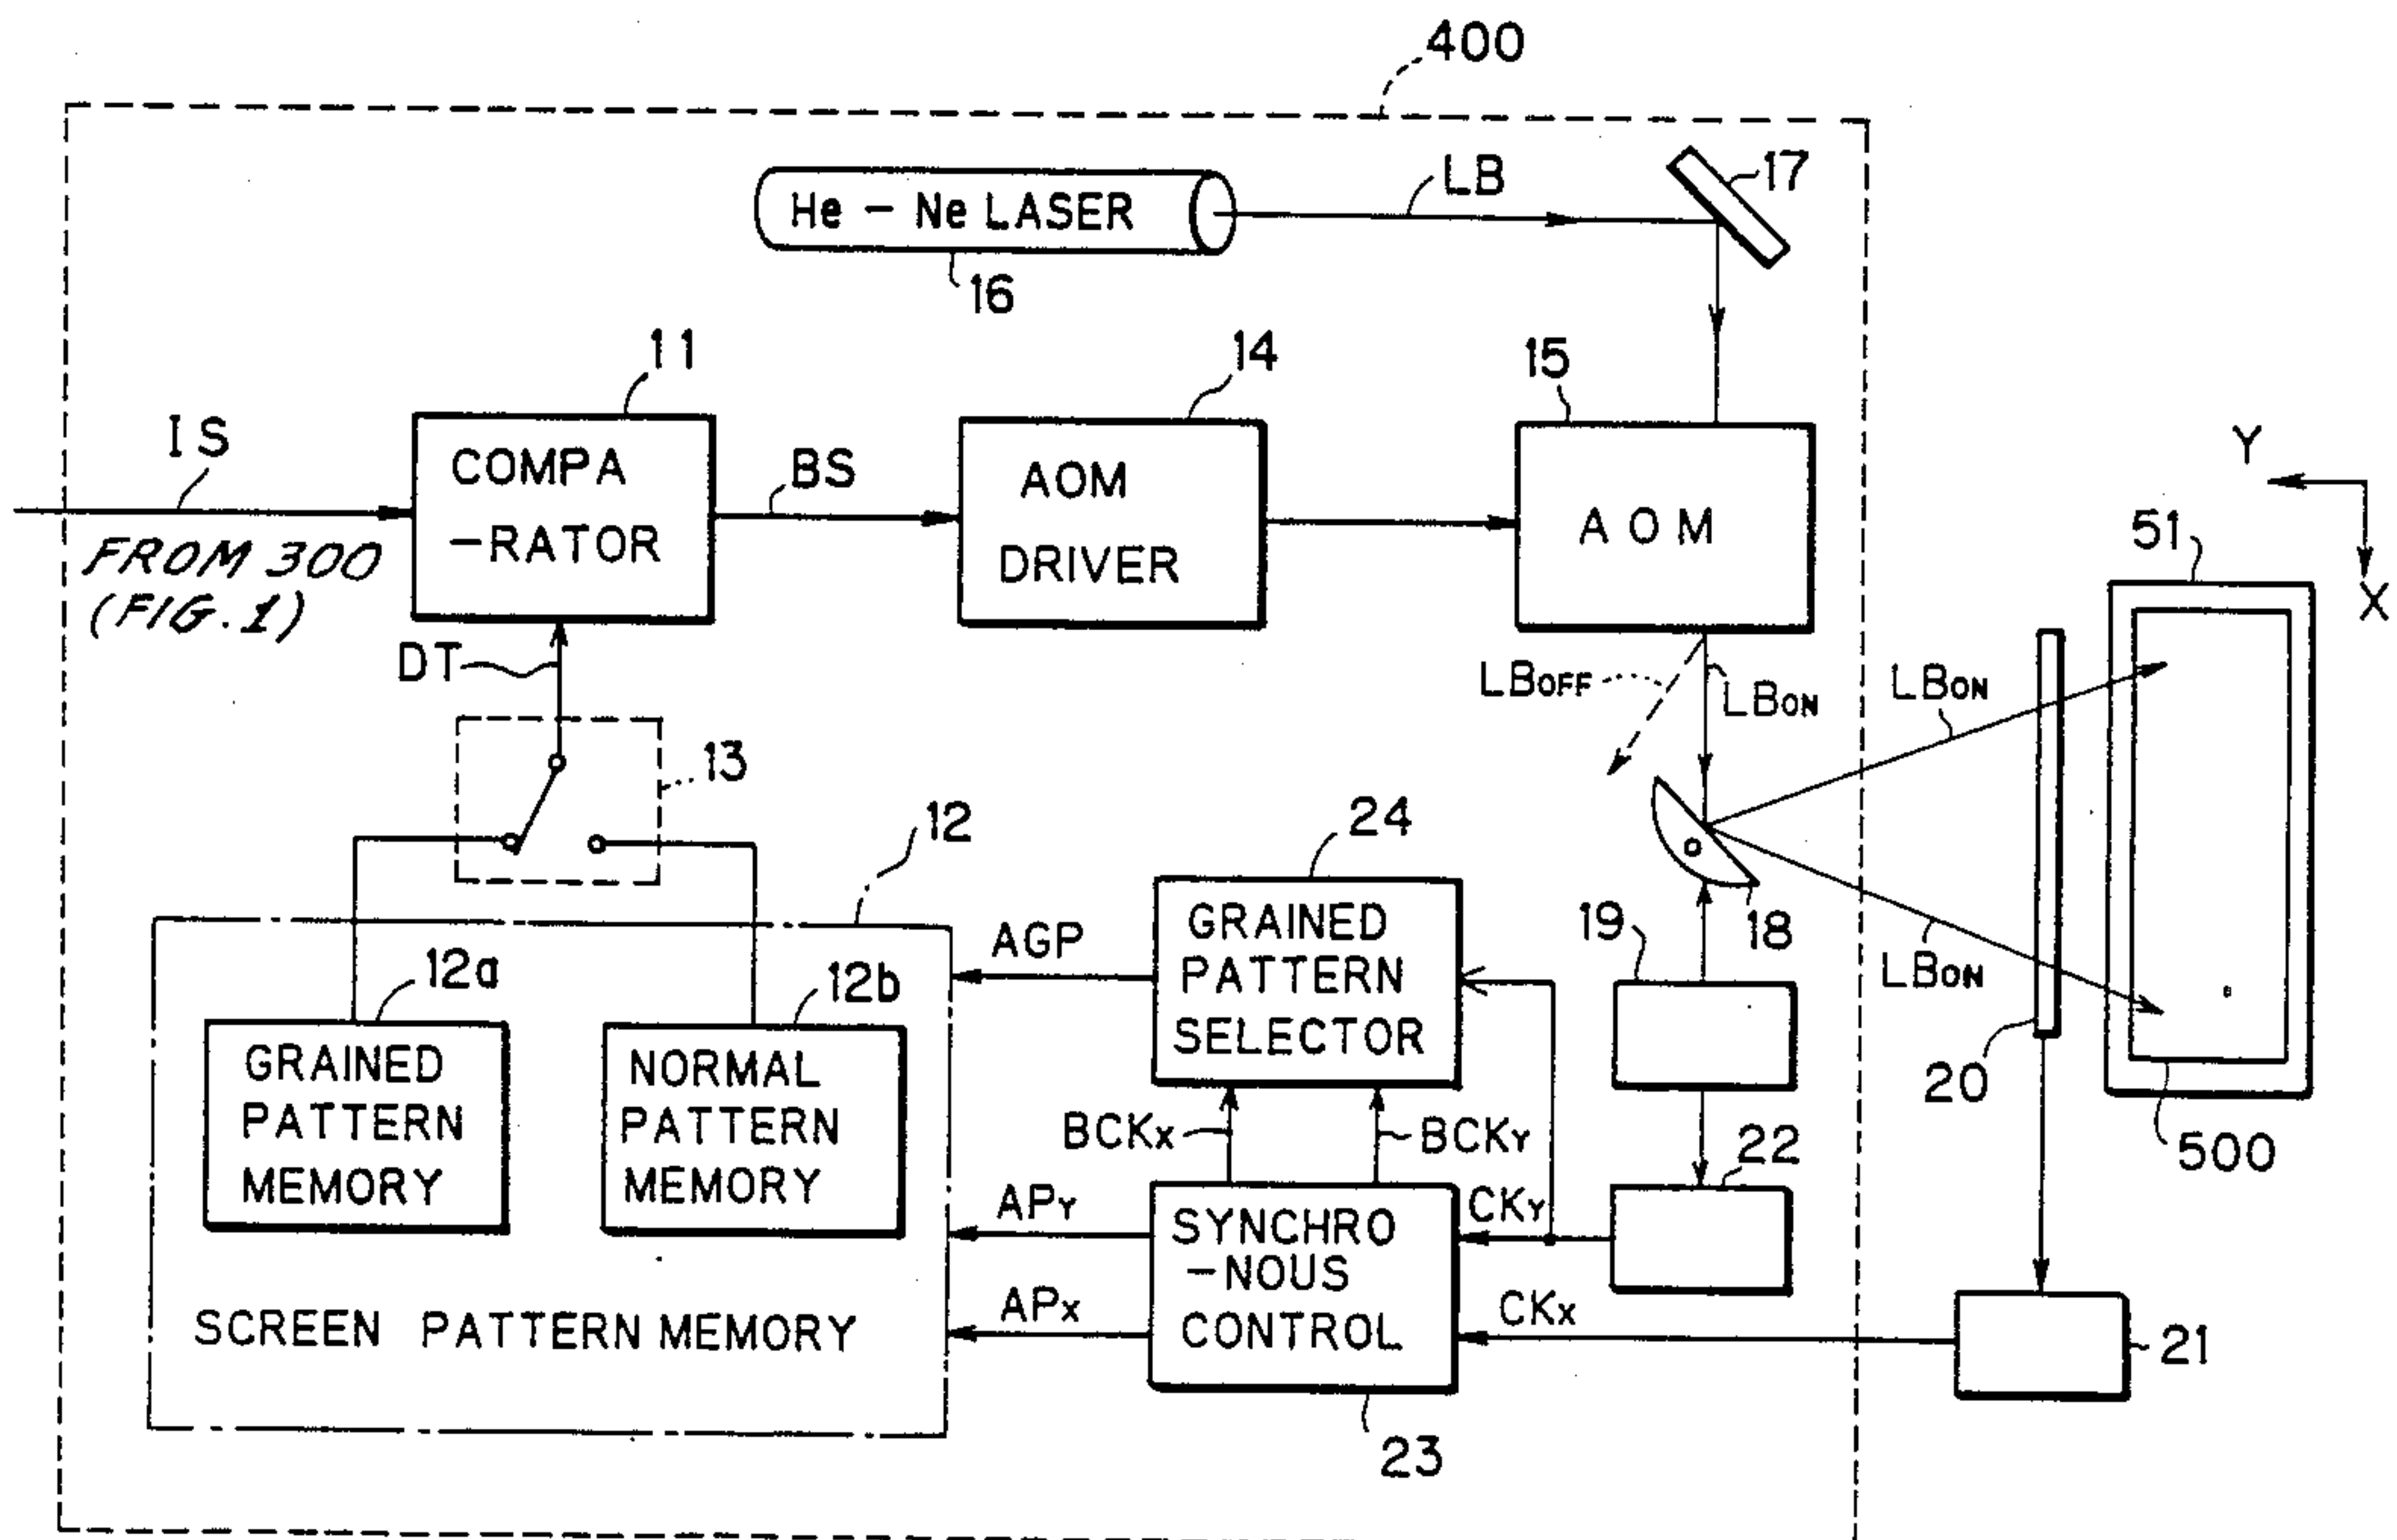 400
He - Ne LASER
LB
17
16
11
14
15
IS
COMPA
-RATOR
BS
AOM
DRIVER
A O M
Y
X
51
FROM 300
(FIG. 1)
DT
LBOFF
LBON
LBON
13
12
24
18
19
LBON
GRAINED
PATTERN
SELECTOR
AGP
12a
12b
GRAINED
PATTERN
MEMORY
NORMAL
PATTERN
MEMORY
20
500
BCKX
BCKY
22
APY
SYNCHRO
-NOUS
CONTROL
CKY
APX
CKX
SCREEN PATTERN MEMORY
21
23